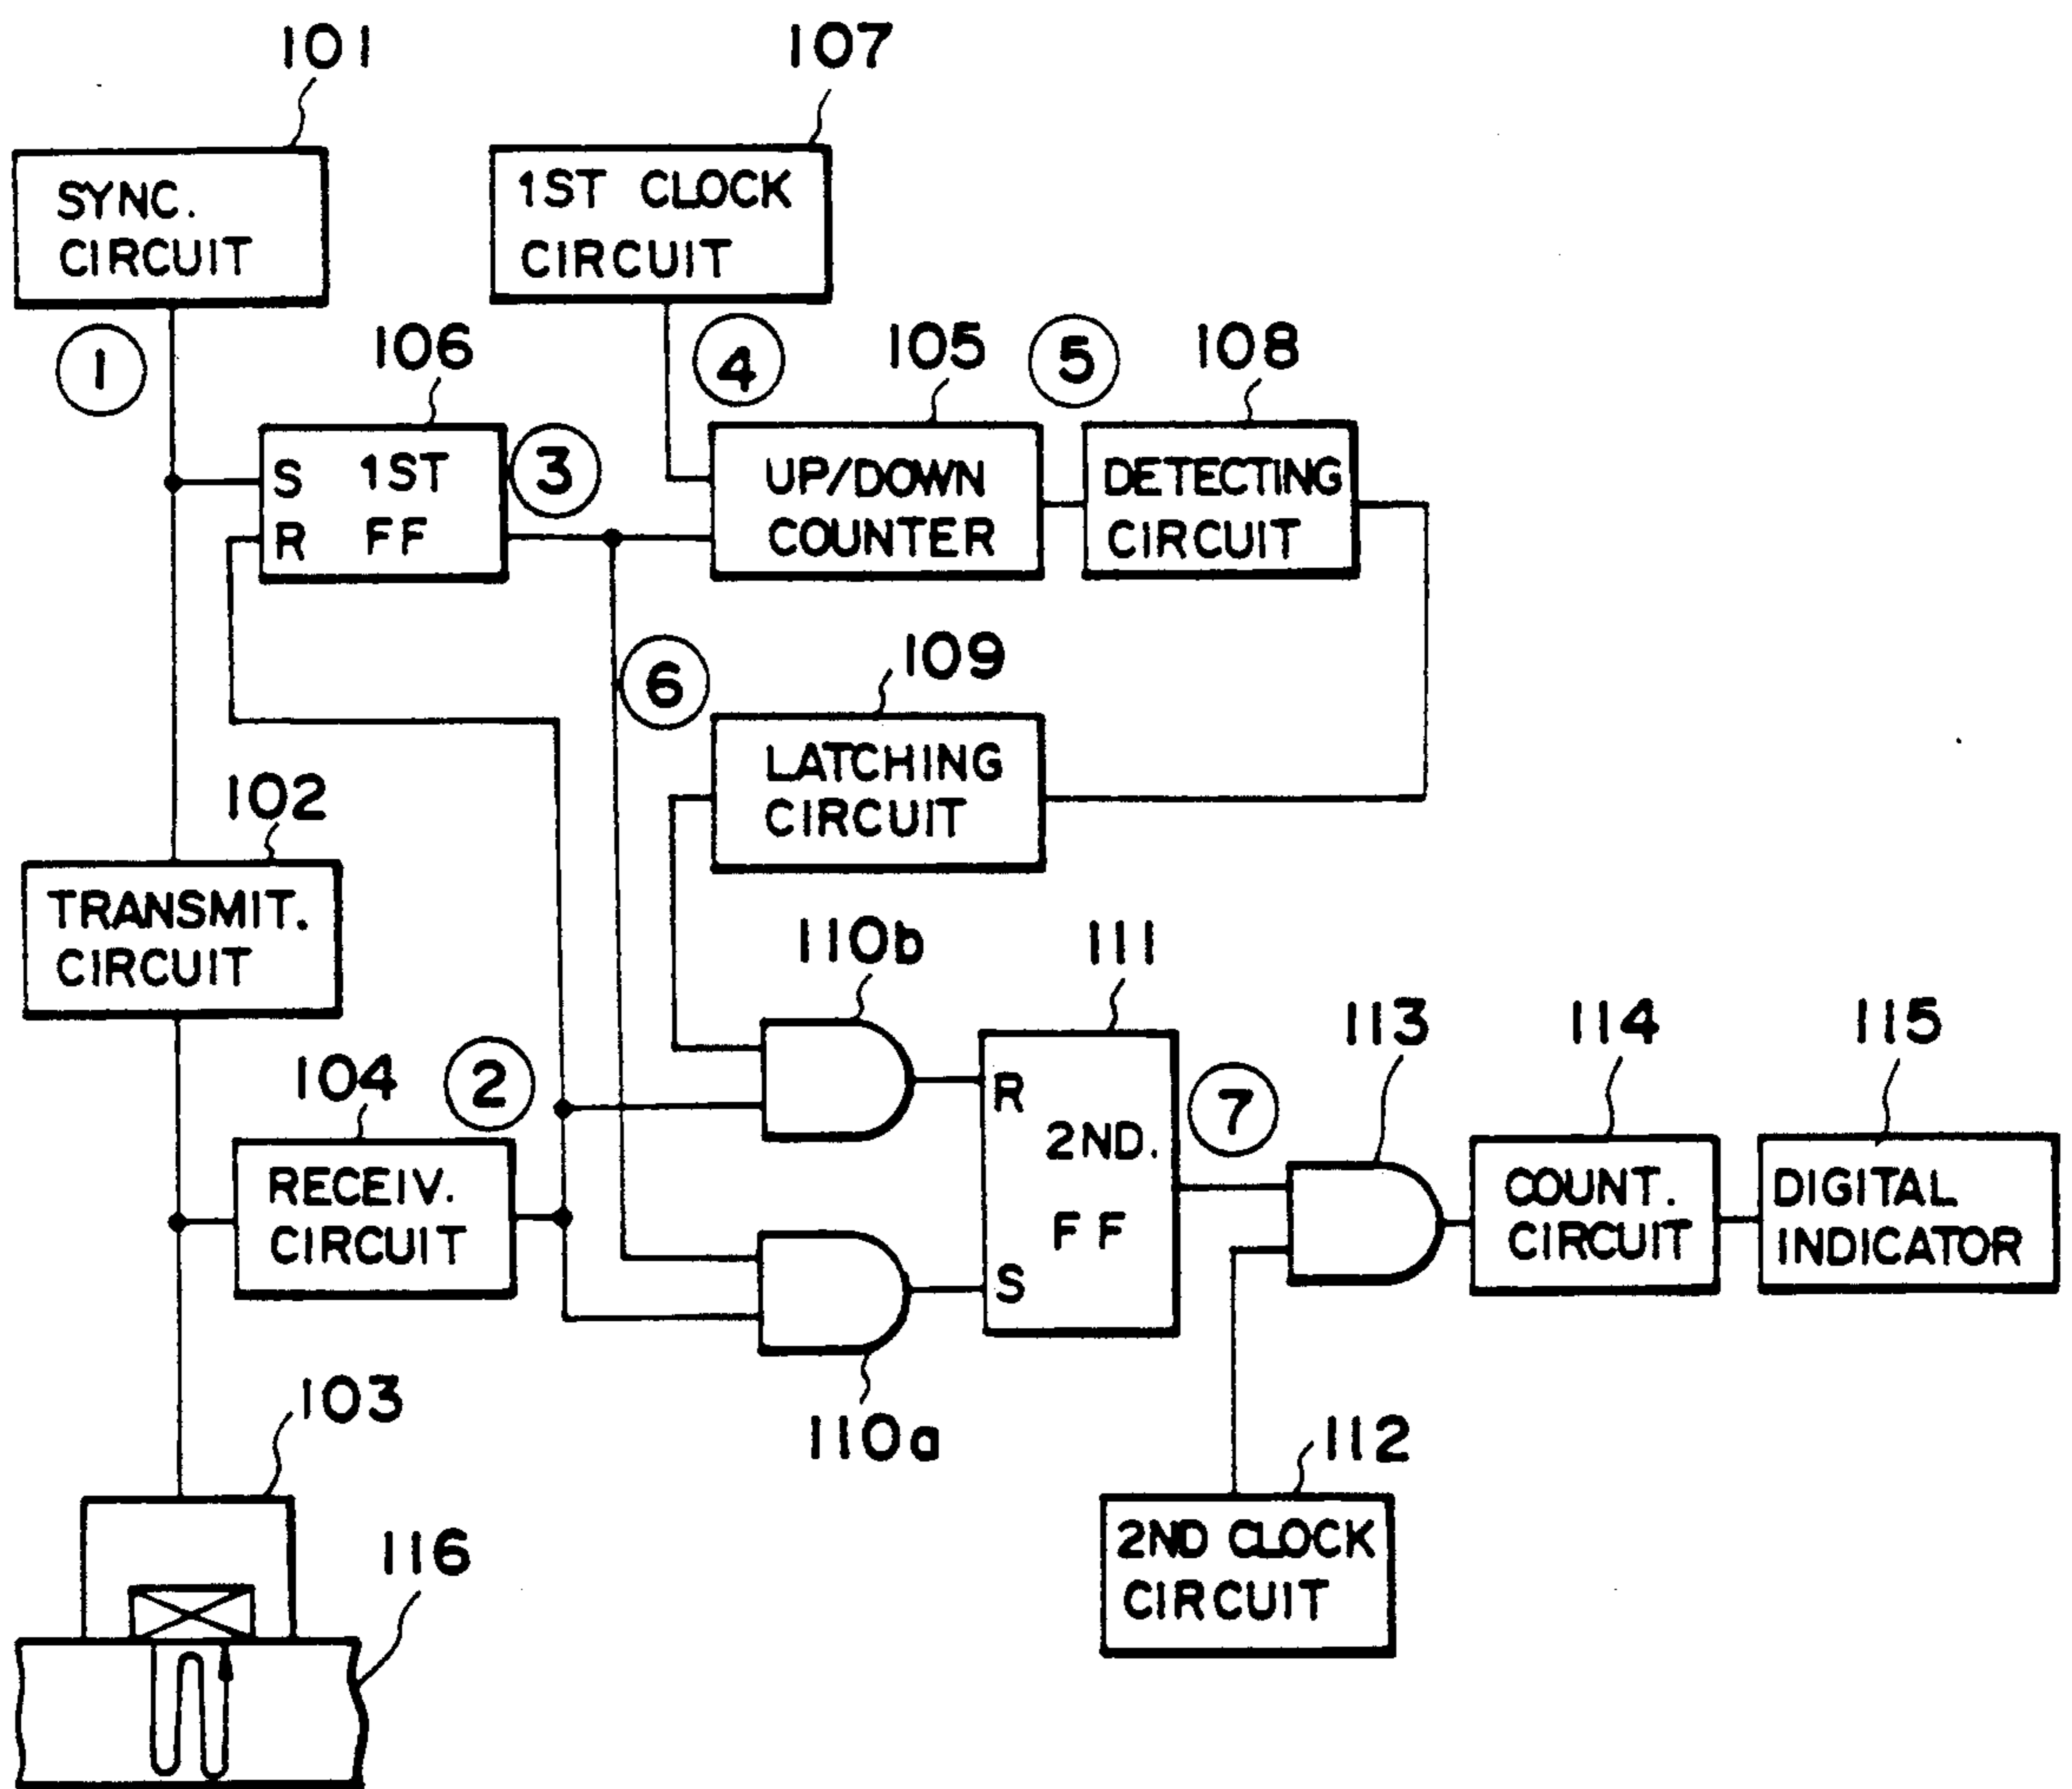 101
107
SYNC.
CIRCUIT
1ST CLOCK
CIRCUIT
1
106
4
105
5
108
S 1ST
R FF
3
UP/DOWN
COUNTER
DETECTING
CIRCUIT
6
109
LATCHING
CIRCUIT
102
TRANSMIT.
CIRCUIT
110b
111
113
114
115
104
2
R
2ND.
FF
S
7
RECEIV.
CIRCUIT
COUNT.
CIRCUIT
DIGITAL
INDICATOR
103
110a
112
116
2ND CLOCK
CIRCUIT